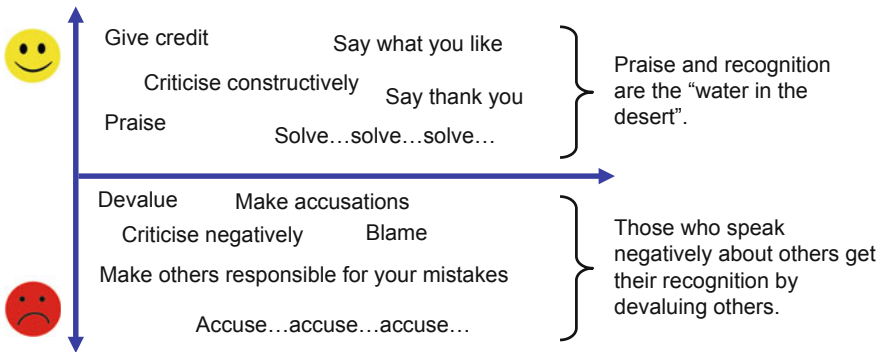 Give credit
Say what you like
Criticise constructively
Say thank you
Praise
Solve…solve…solve…
Praise and recognition
are the “water in the
desert”.
Devalue
Make accusations
Criticise negatively
Blame
Make others responsible for your mistakes
Accuse…accuse…accuse…
Those who speak
negatively about others get
their recognition by
devaluing others.